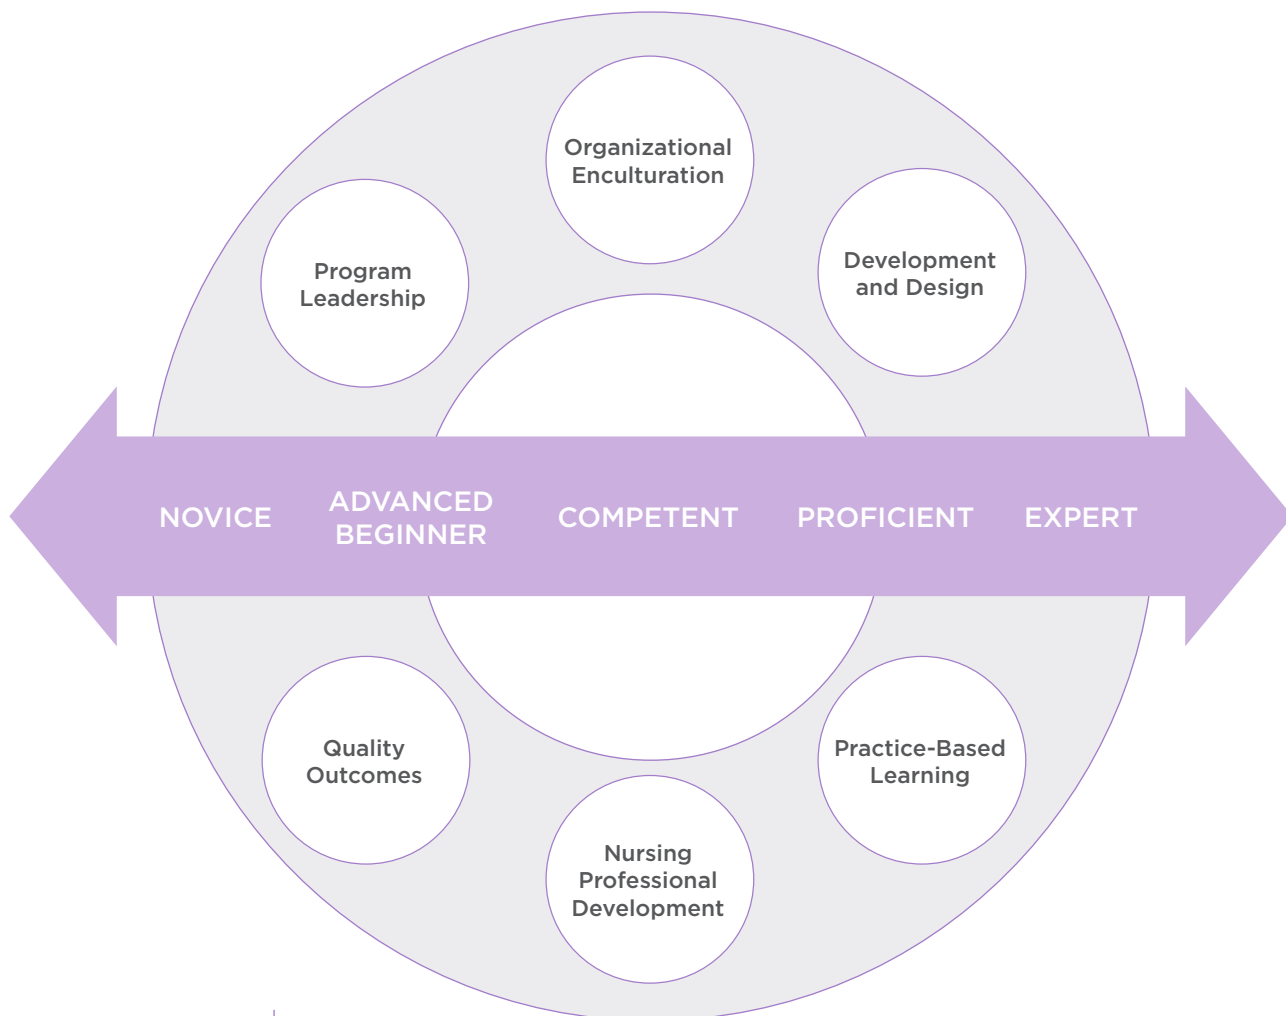 Organizational
Enculturation
Program
Leadership
Development
and Design
NOVICE
ADVANCED
BEGINNER
COMPETENT
PROFICIENT
EXPERT
Quality
Outcomes
Practice-Based
Learning
Nursing
Professional
Development